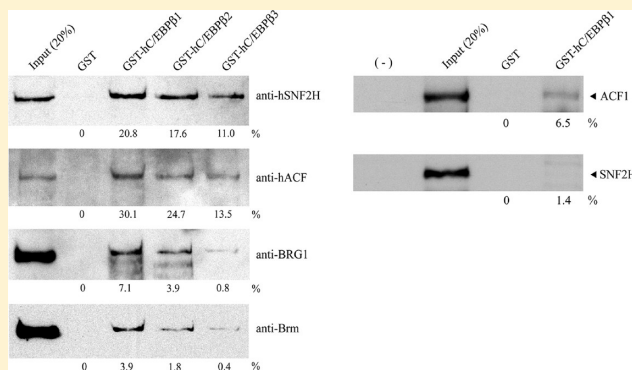 Input (20%) GST GST-hC/EBPβ1 GST-hC/EBPβ2 GST-hC/EBPβ3
anti-hSNF2H
0 20.8 17.6 11.0 %
anti-hACF
0 30.1 24.7 13.5 %
anti-BRG1
0 7.1 3.9 0.8 %
anti-Brm
0 3.9 1.8 0.4 %
(-) Input (20%) GST GST-hC/EBPβ1
◄ ACF1
0 6.5 %
◄ SNF2H
0 1.4 %